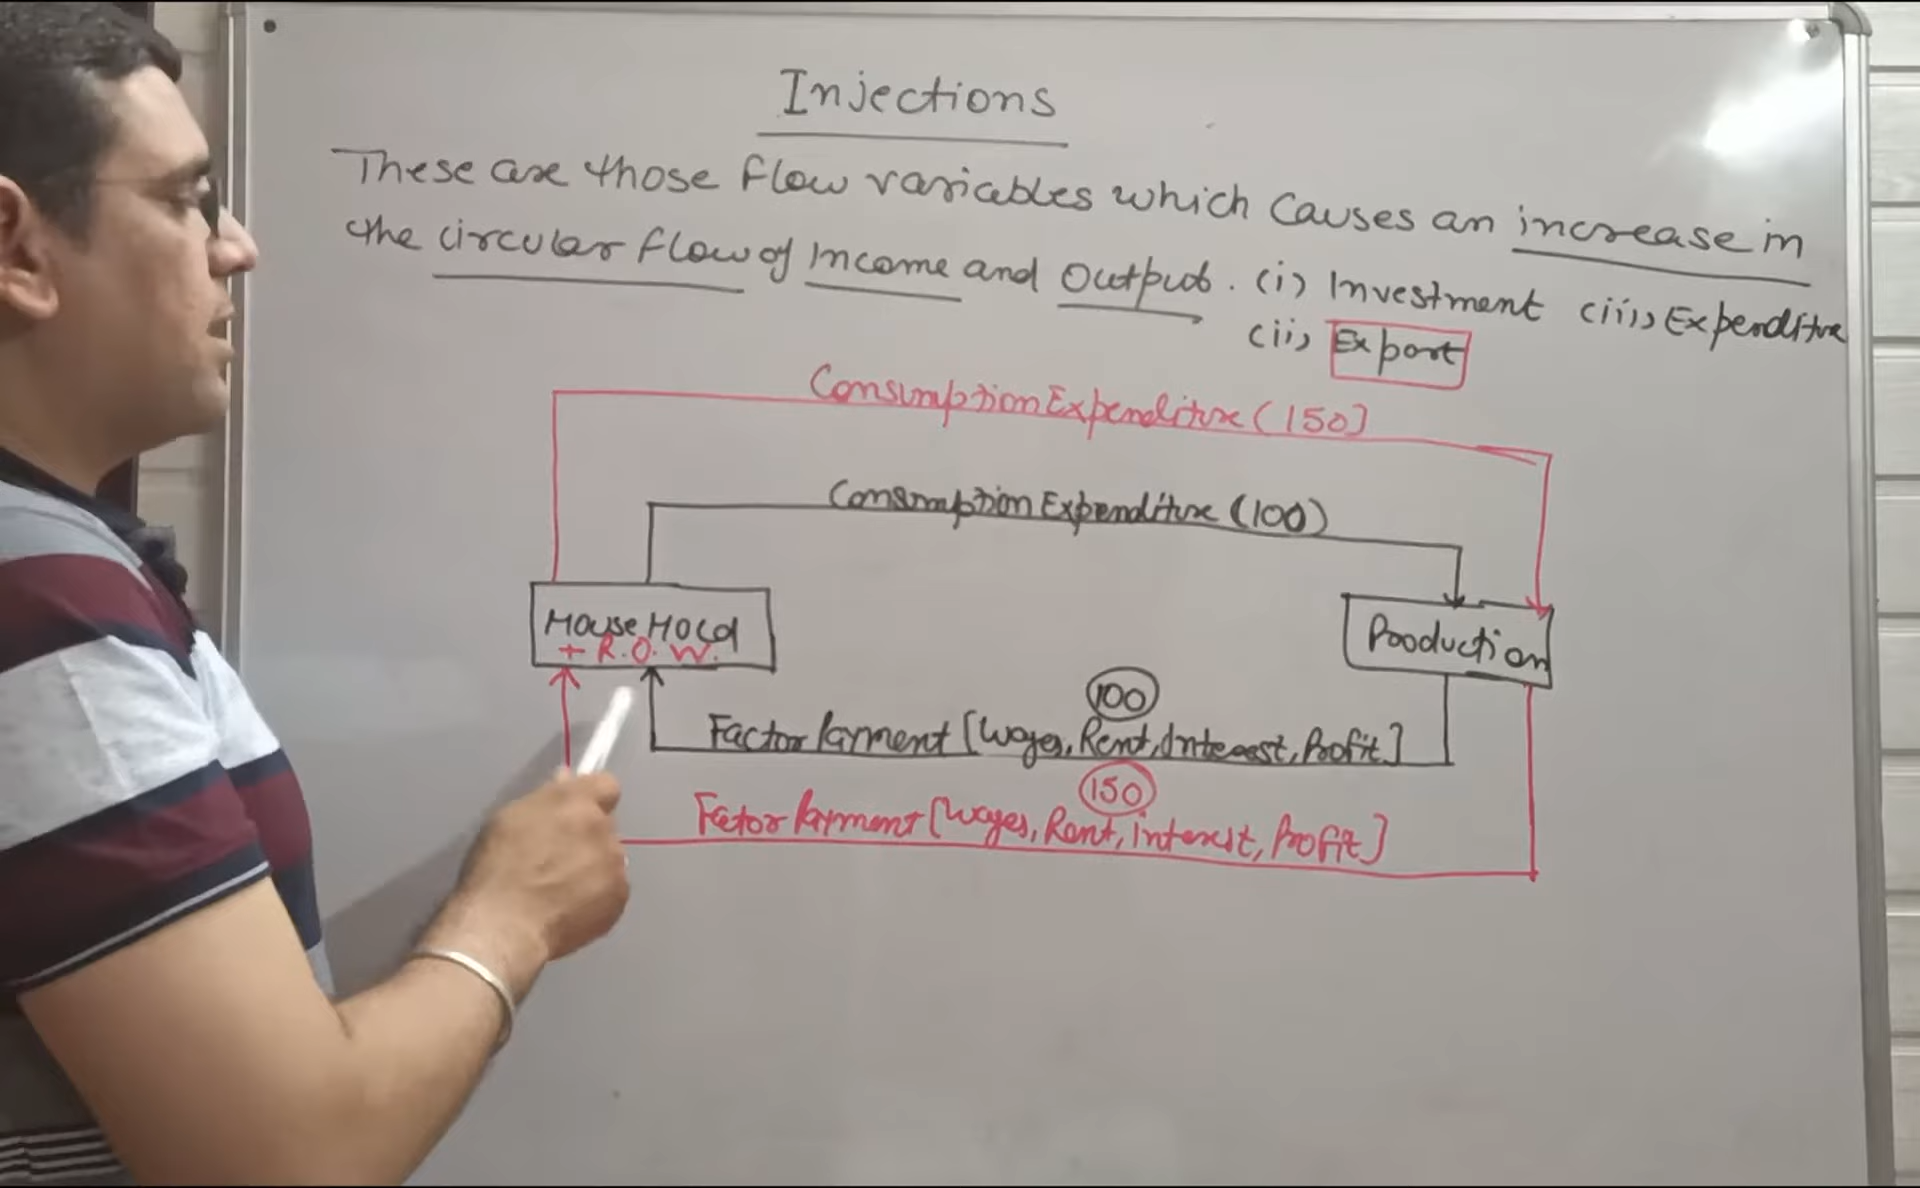 Injections
These are those flow variables which causes an increase in
the circular flow of Income and Output. (i) Investment (iii) Expenditure
(ii) Export
Consumption Expenditure (150)
Consumption Expenditure (100)
House Hold
+ R.O.W.
Production
100
Factor Payment [Wages, Rent, Interest, Profit]
150
Factor Payment [Wages, Rent, interest, Profit]